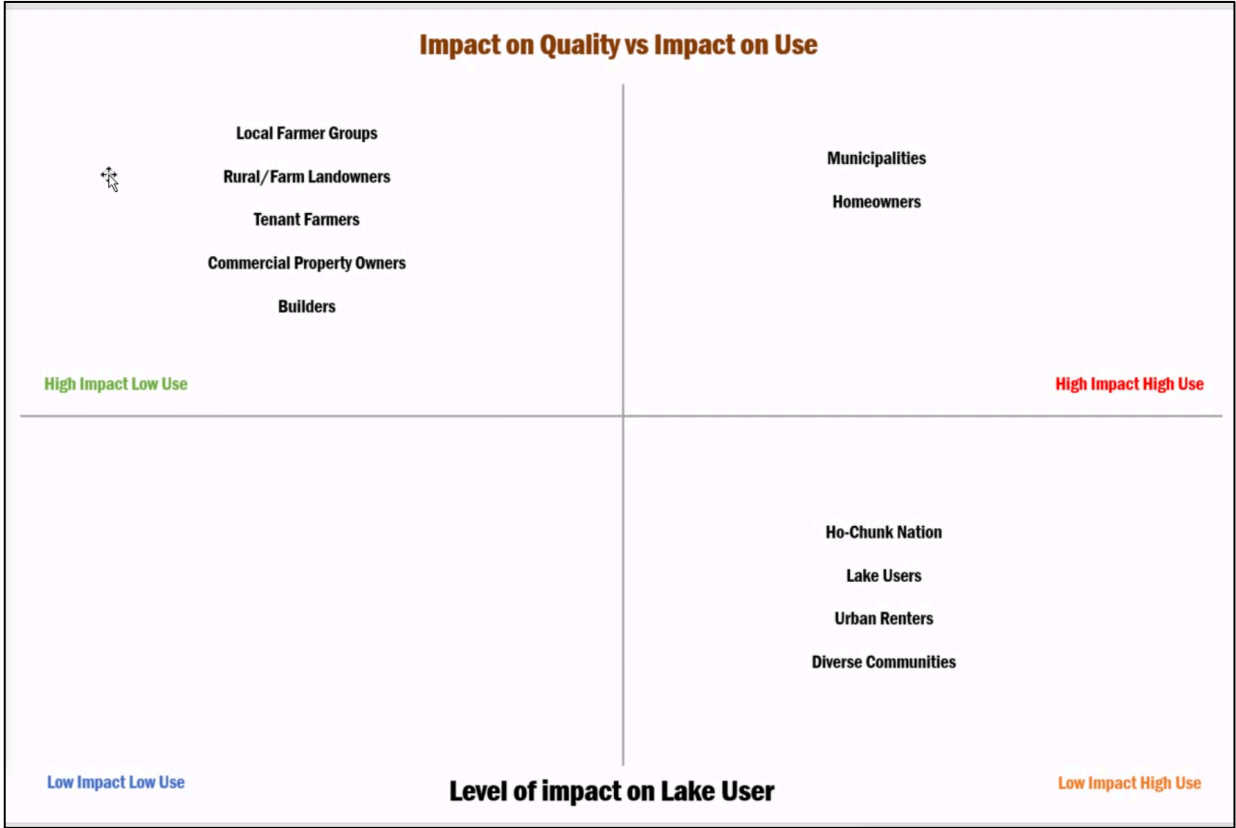 Impact on Quality vs Impact on Use
Local Farmer Groups
Rural/Farm Landowners
Tenant Farmers
Commercial Property Owners
Builders
High Impact Low Use
Municipalities
Homeowners
High Impact High Use
Low Impact Low Use
Ho-Chunk Nation
Lake Users
Urban Renters
Diverse Communities
Low Impact High Use
Level of impact on Lake User